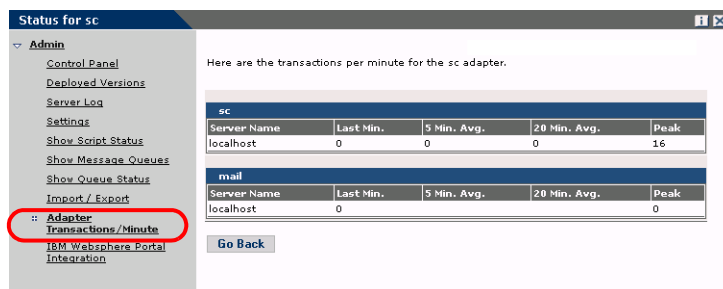 Status for sc
Admin
Control Panel
Deployed Versions
Server Log
Settings
Show Script Status
Show Message Queues
Show Queue Status
Import / Export
Adapter
Transactions/Minute
IBM Websphere Portal
Integration
Here are the transactions per minute for the sc adapter.
sc
Server Name Last Min. 5 Min. Avg. 20 Min. Avg. Peak
localhost 0 0 0 16
mail
Server Name Last Min. 5 Min. Avg. 20 Min. Avg. Peak
localhost 0 0
Go Back